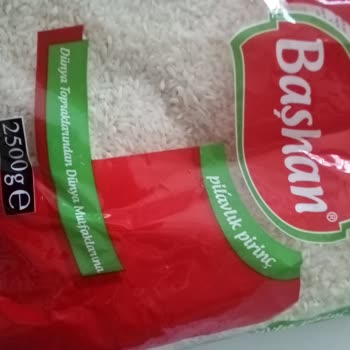 Başhan®
pilavlık pirinç
Dünya Topraklarından Dünya Mutfaklarına
2500g e